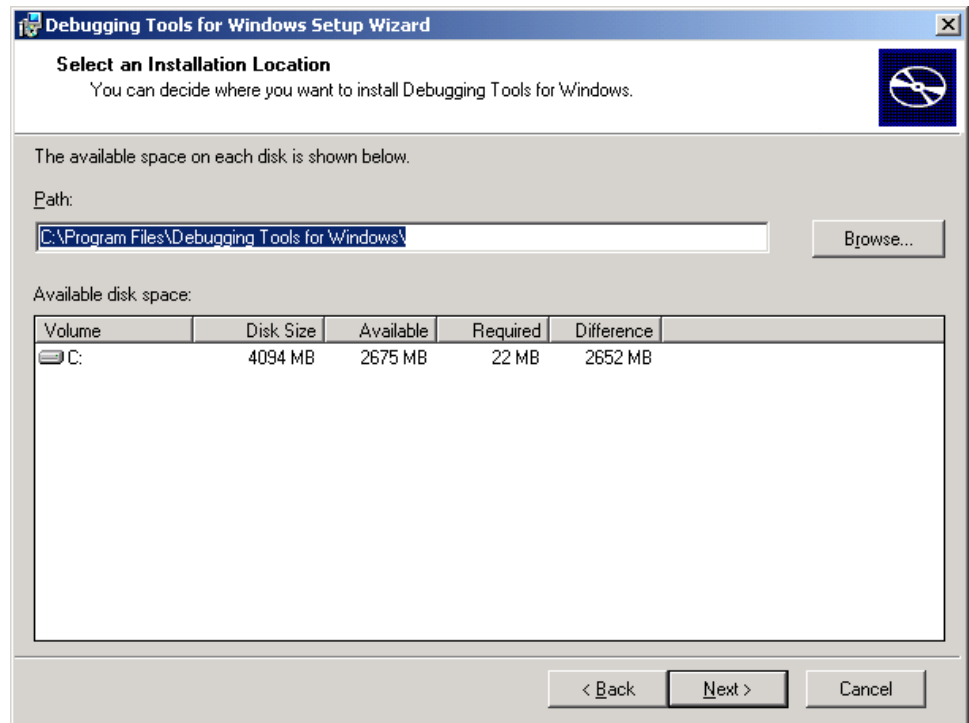 Debugging Tools for Windows Setup Wizard
Select an Installation Location
You can decide where you want to install Debugging Tools for Windows.
The available space on each disk is shown below.
Path:
C:\Program Files\Debugging Tools for Windows\
Browse...
Available disk space:
Volume Disk Size Available Required Difference
C: 4094 MB 2675 MB 22 MB 2652 MB
< Back Next > Cancel